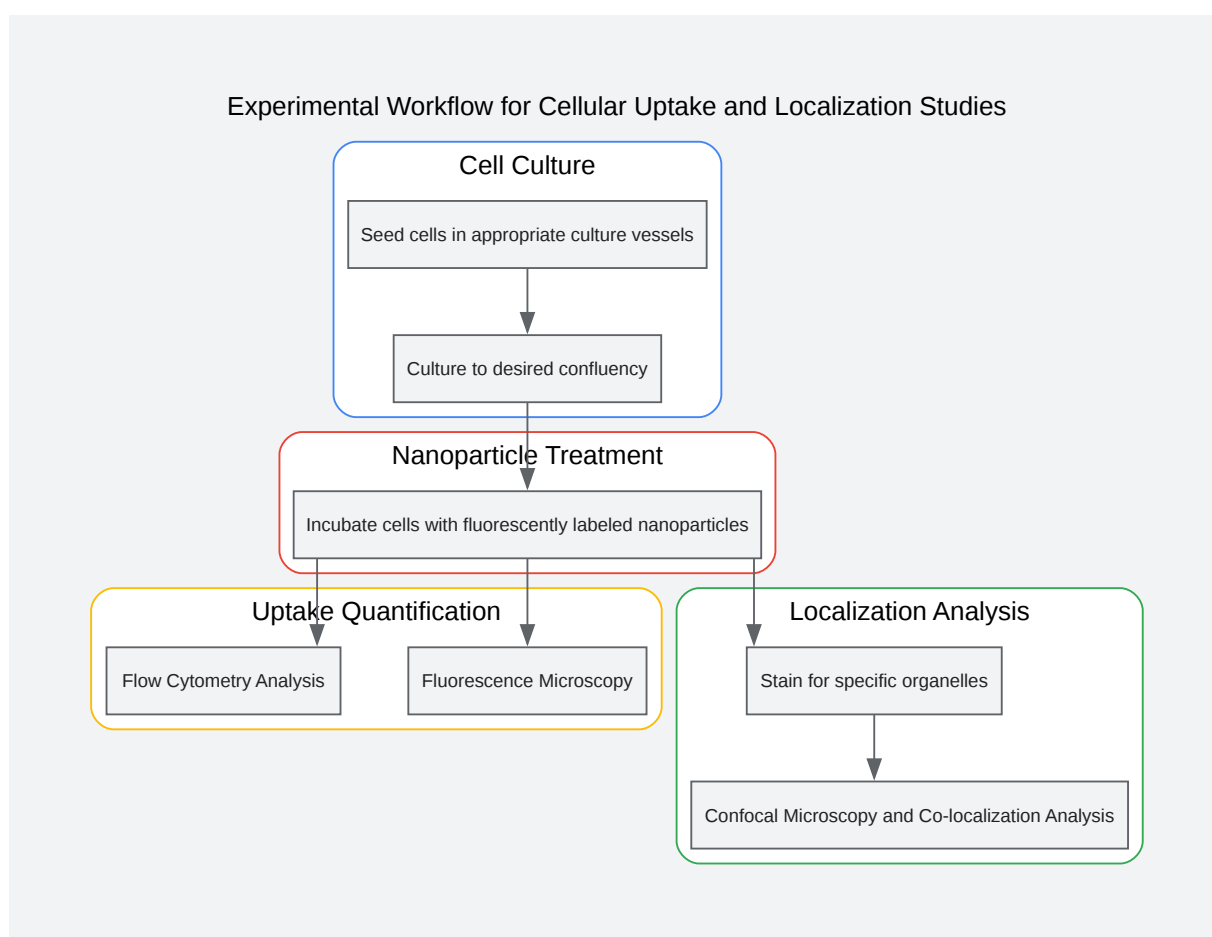 Experimental Workflow for Cellular Uptake and Localization Studies
Cell Culture
Seed cells in appropriate culture vessels
Culture to desired confluency
Nanoparticle Treatment
Incubate cells with fluorescently labeled nanoparticles
Uptake Quantification
Flow Cytometry Analysis
Fluorescence Microscopy
Localization Analysis
Stain for specific organelles
Confocal Microscopy and Co-localization Analysis